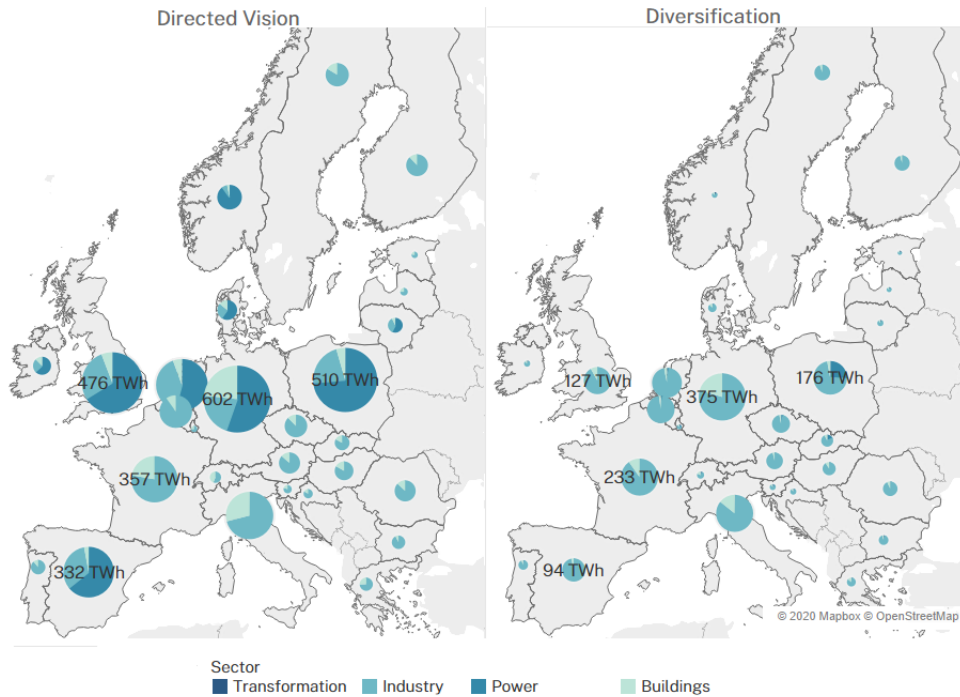 Directed Vision
Diversification
476 TWh
602 TWh
510 TWh
357 TWh
332 TWh
127 TWh
375 TWh
176 TWh
233 TWh
94 TWh
© 2020 Mapbox © OpenStreetMap
Sector
Transformation Industry Power Buildings